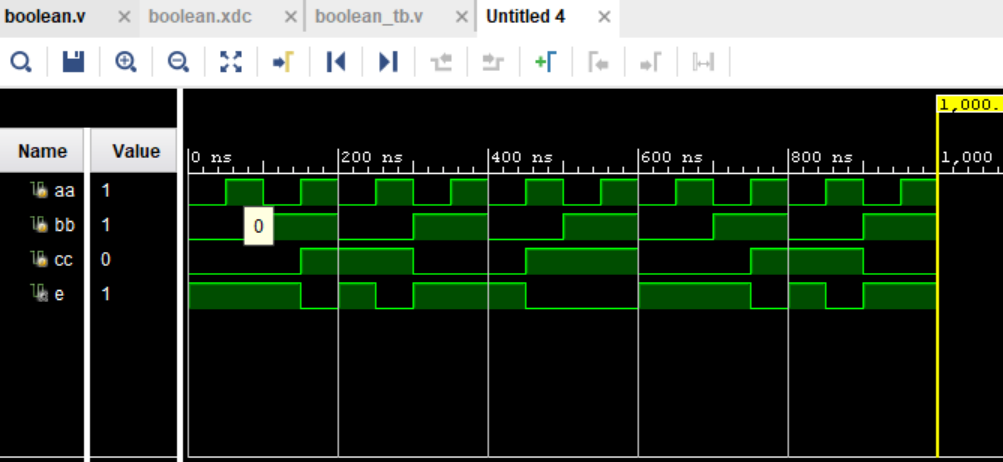 boolean.v × boolean.xdc × boolean_tb.v × Untitled 4 ×
1,000.
Name Value 0 ns 200 ns 400 ns 600 ns 800 ns 1,000
aa 1
bb 1 0
cc 0
e 1